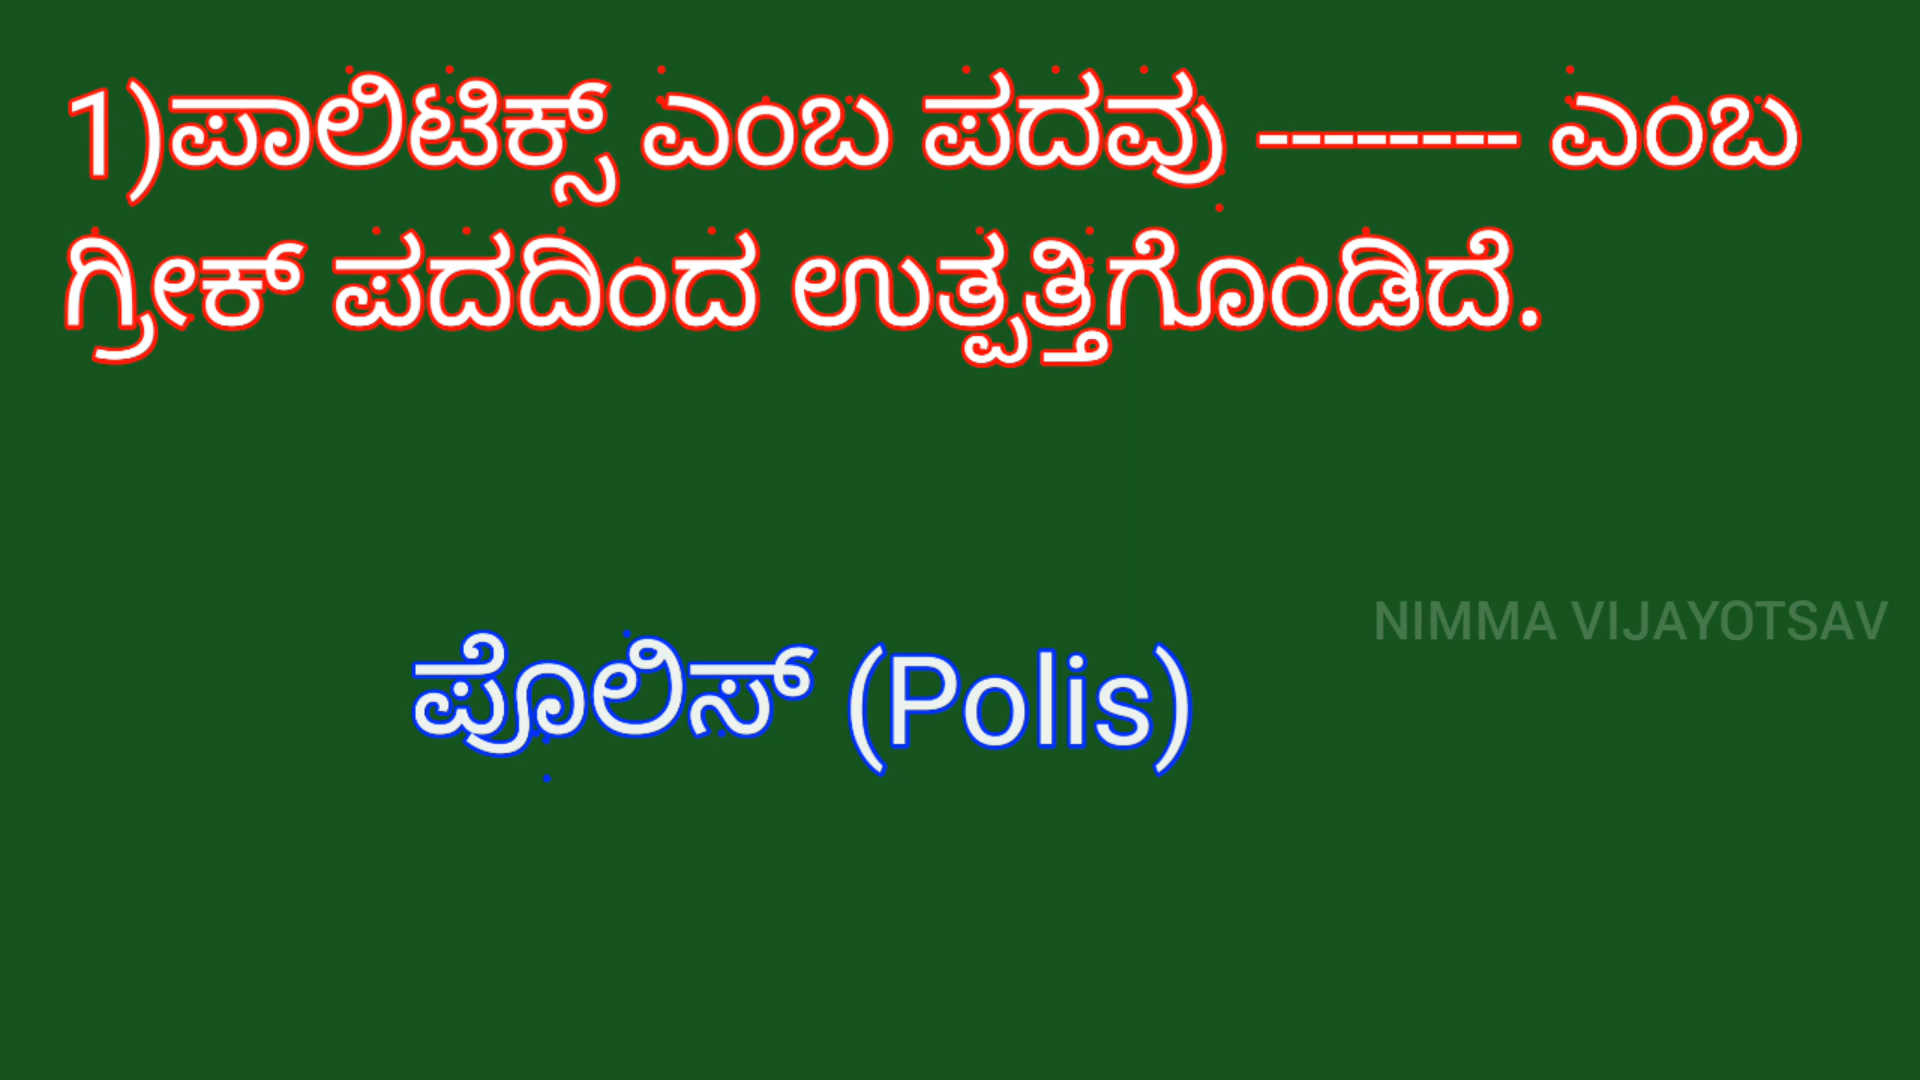 1)ಪಾಲಿಟಿಕ್ಸ್ ಎಂಬ ಪದವು -------- ಎಂಬ
ಗ್ರೀಕ್ ಪದದಿಂದ ಉತ್ಪತ್ತಿಗೊಂಡಿದೆ.
NIMMA VIJAYOTSAV
ಪೊಲಿಸ್ (Polis)